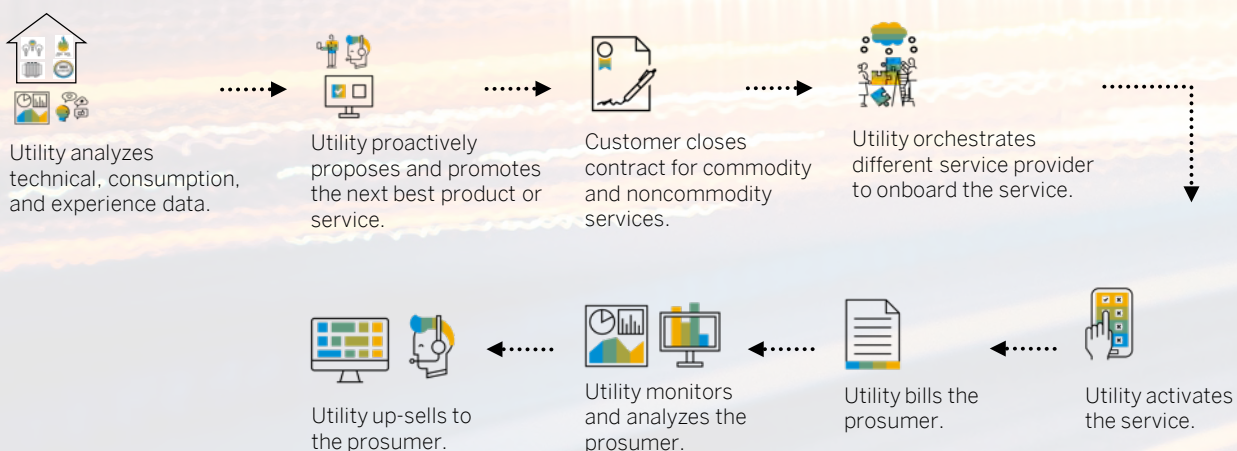 Utility analyzes
technical, consumption,
and experience data.
Utility proactively
proposes and promotes
the next best product or
service.
Customer closes
contract for commodity
and noncommodity
services.
Utility orchestrates
different service provider
to onboard the service.
Utility activates
the service.
Utility bills the
prosumer.
Utility monitors
and analyzes the
prosumer.
Utility up-sells to
the prosumer.